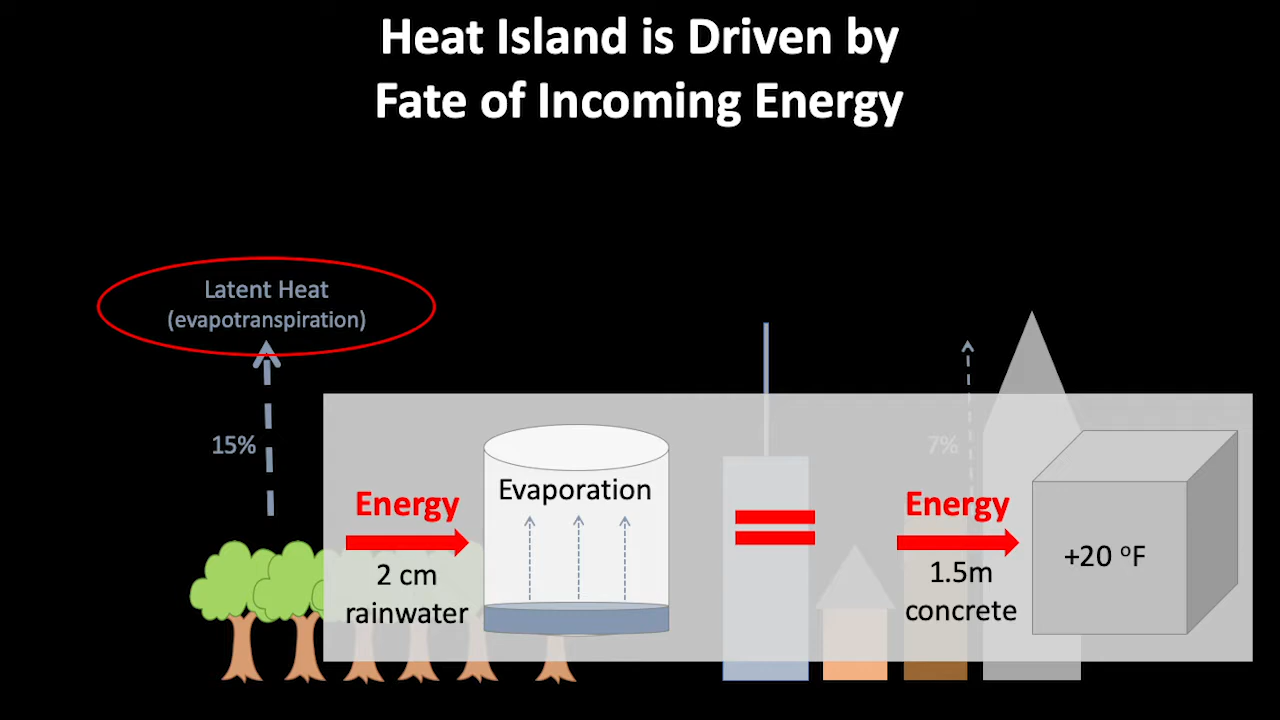 Heat Island is Driven by
Fate of Incoming Energy
Latent Heat
(evapotranspiration)
15%
7%
Energy
2 cm
rainwater
Evaporation
=
Energy
1.5m
concrete
+20 ºF